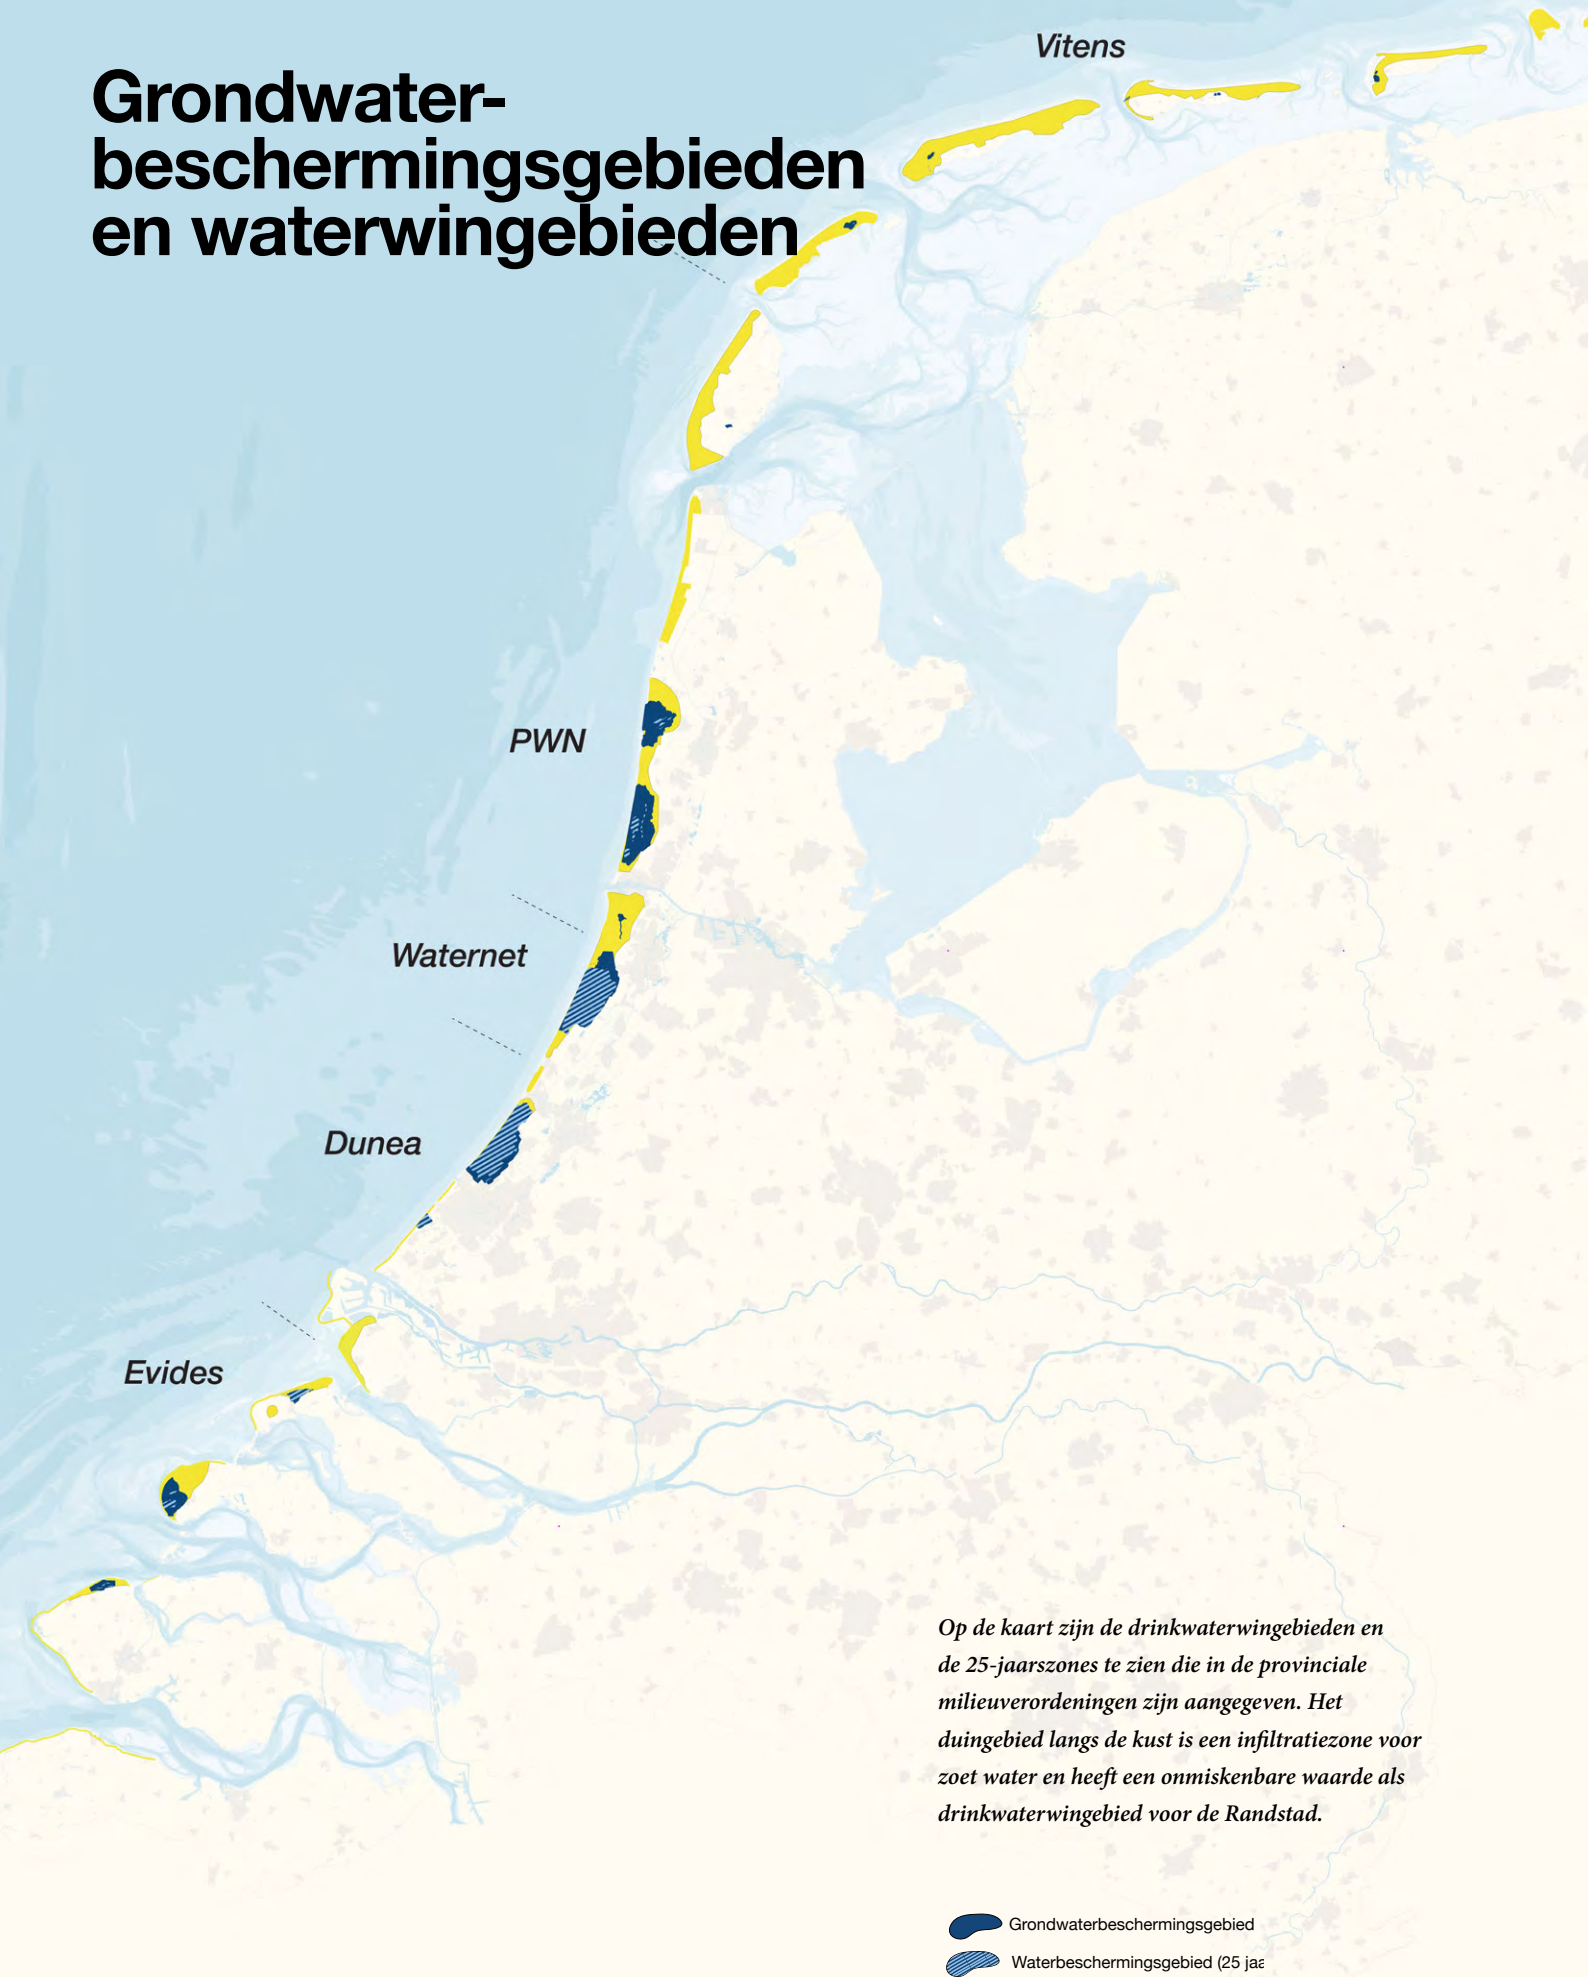 Grondwater-
beschermingsgebieden
en waterwingebieden
Vitens
PWN
Waternet
Dunea
Evides
Op de kaart zijn de drinkwaterwingebieden en
de 25-jaarszones te zien die in de provinciale
milieuverordeningen zijn aangegeven. Het
duingebied langs de kust is een infiltratiezone voor
zoet water en heeft een onmiskenbare waarde als
drinkwaterwingebied voor de Randstad.
Grondwaterbeschermingsgebied
Waterbeschermingsgebied (25 jaa